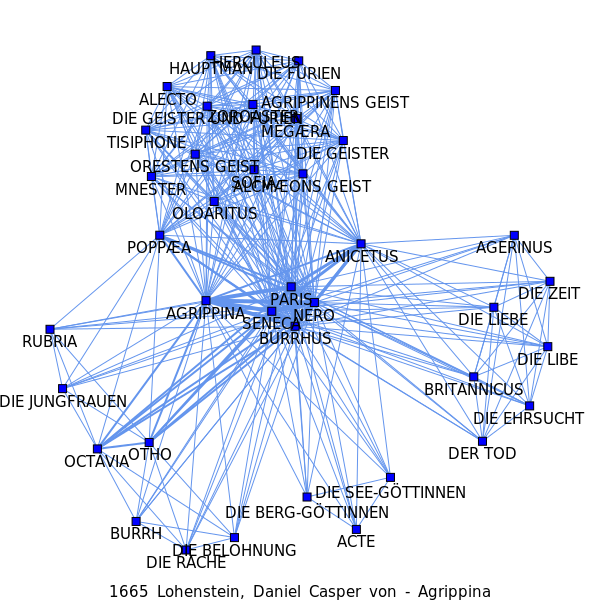 HERCULEUS
HAUPTMAN
DIE FURIEN
ALECTO
AGRIPPINENS GEIST
DIE GEISTER UND FURIEN
ZOROASTER
MEGÆRA
TISIPHONE
DIE GEISTER
ORESTENS GEIST
SOFIA
ALCMÆONS GEIST
MNESTER
OLOARITUS
POPPÆA
ANICETUS
AGERINUS
DIE ZEIT
PARIS
AGRIPPINA
NERO
SENECA
DIE LIEBE
BURRHUS
RUBRIA
DIE LIBE
BRITANNICUS
DIE JUNGFRAUEN
DIE EHRSUCHT
OCTAVIA
OTHO
DER TOD
DIE SEE-GÖTTINNEN
DIE BERG-GÖTTINNEN
BURRH
ACTE
DIE BELOHNUNG
DIE RACHE
1665 Lohenstein, Daniel Casper von - Agrippina